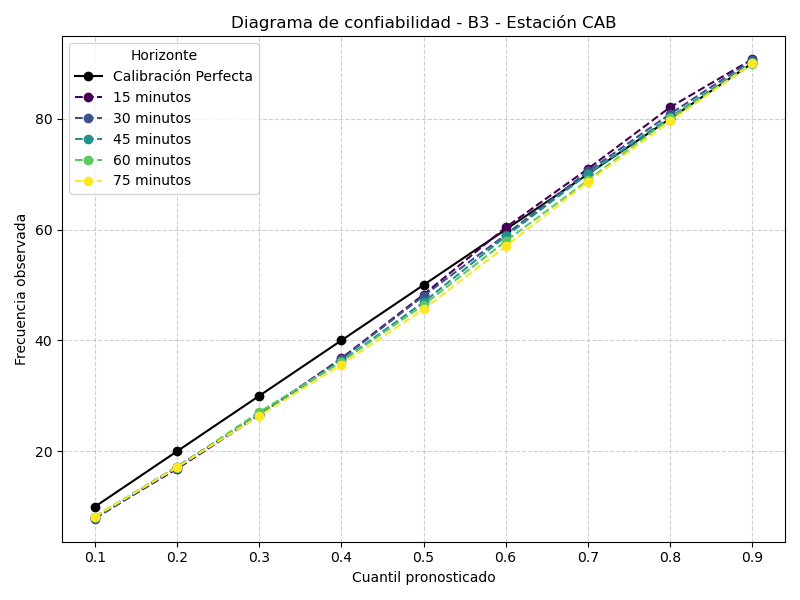 Diagrama de confiabilidad - B3 - Estación CAB
Horizonte
Calibración Perfecta
15 minutos
30 minutos
45 minutos
60 minutos
75 minutos
Frecuencia observada
80
60
40
20
0.1 0.2 0.3 0.4 0.5 0.6 0.7 0.8 0.9
Cuantil pronosticado